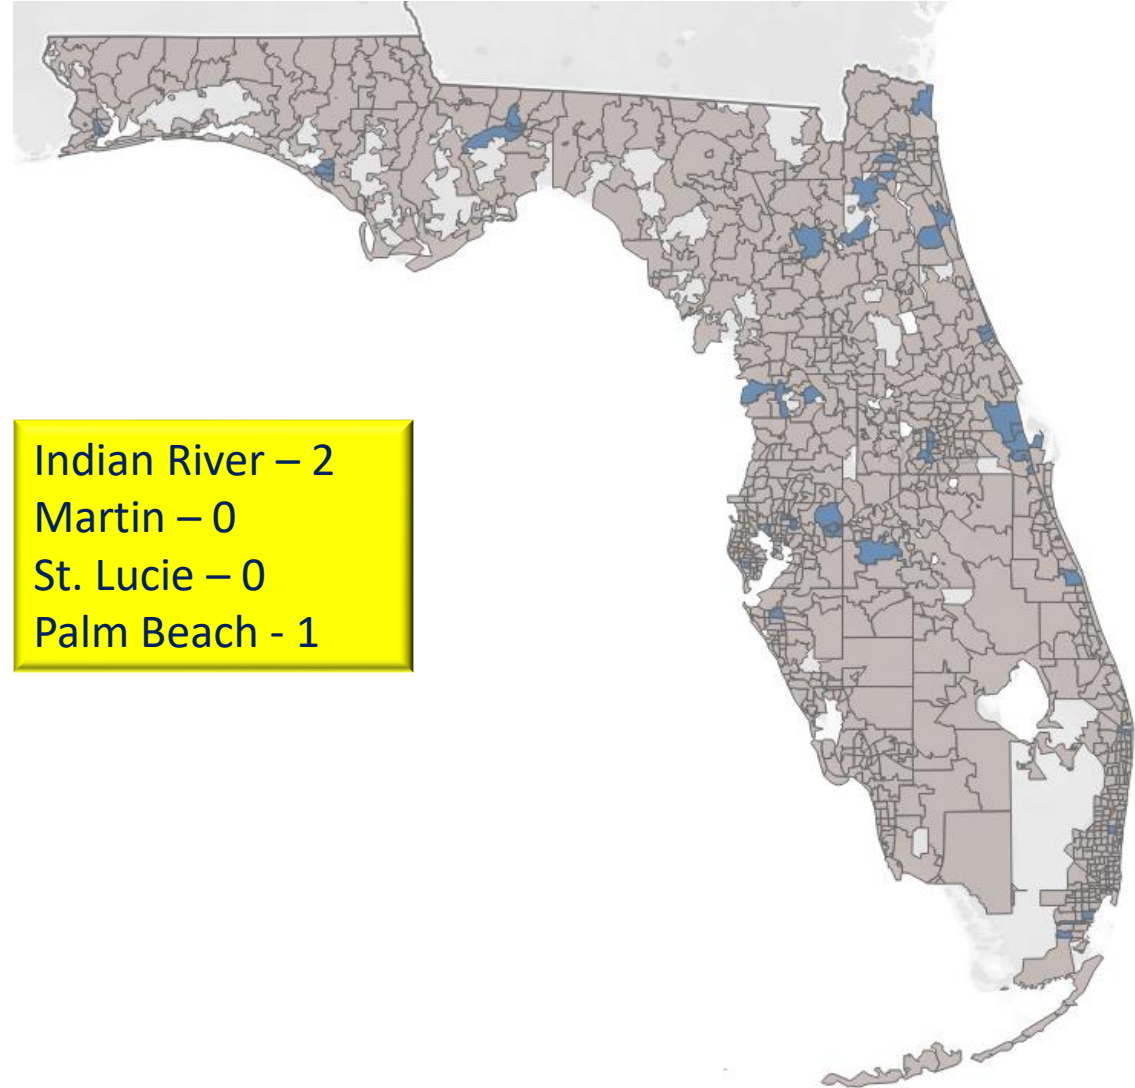 Indian River – 2
Martin – 0
St. Lucie – 0
Palm Beach - 1